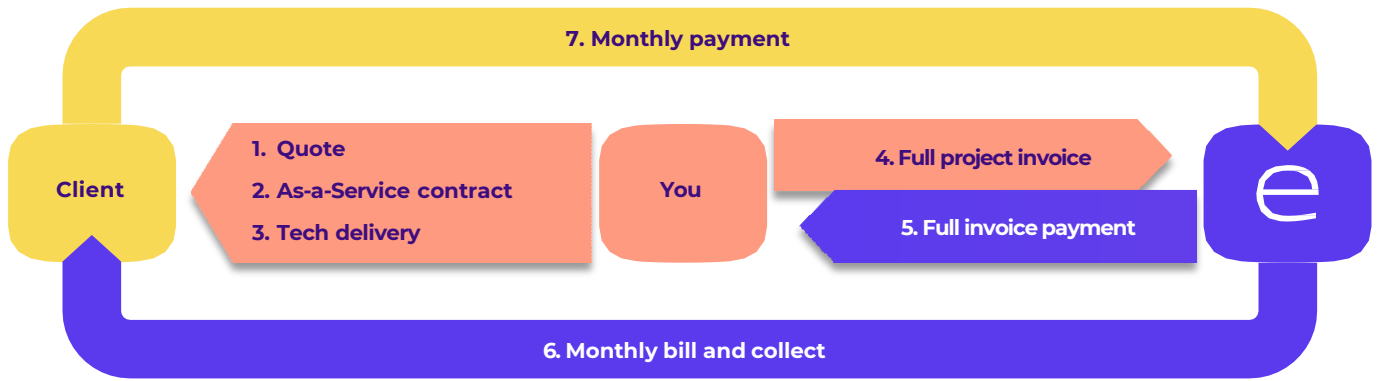 7. Monthly payment
Client
1. Quote
2. As-a-Service contract
3. Tech delivery
You
4. Full project invoice
5. Full invoice payment
e
6. Monthly bill and collect